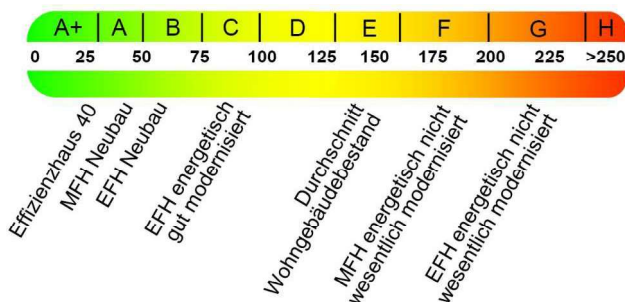 A+ A B C D E F G H
0 25 50 75 100 125 150 175 200 225 >250
Effizienzhaus 40
MFH Neubau
EFH Neubau
EFH energetisch
gut modernisiert
Durchschnitt
Wohngebäudebestand
MFH energetisch nicht
wesentlich modernisiert
EFH energetisch nicht
wesentlich modernisiert